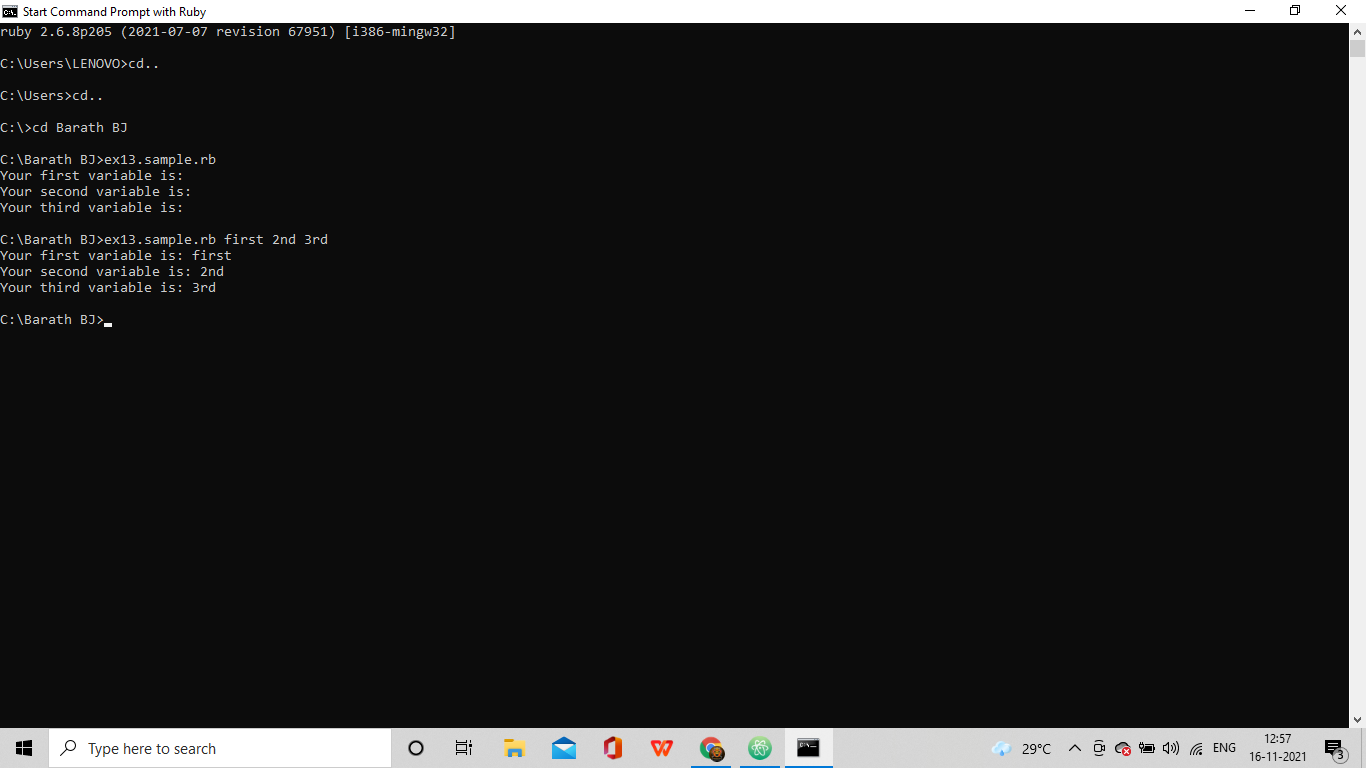 Start Command Prompt with Ruby
ruby 2.6.8p205 (2021-07-07 revision 67951) [i386-mingw32]
C:\Users\LENOVO>cd..
C:\Users>cd..
C:\>cd Barath BJ
C:\Barath BJ>ex13.sample.rb
Your first variable is:
Your second variable is:
Your third variable is:
C:\Barath BJ>ex13.sample.rb first 2nd 3rd
Your first variable is: first
Your second variable is: 2nd
Your third variable is: 3rd
C:\Barath BJ>
Type here to search
29°C
ENG
12:57
16-11-2021
3